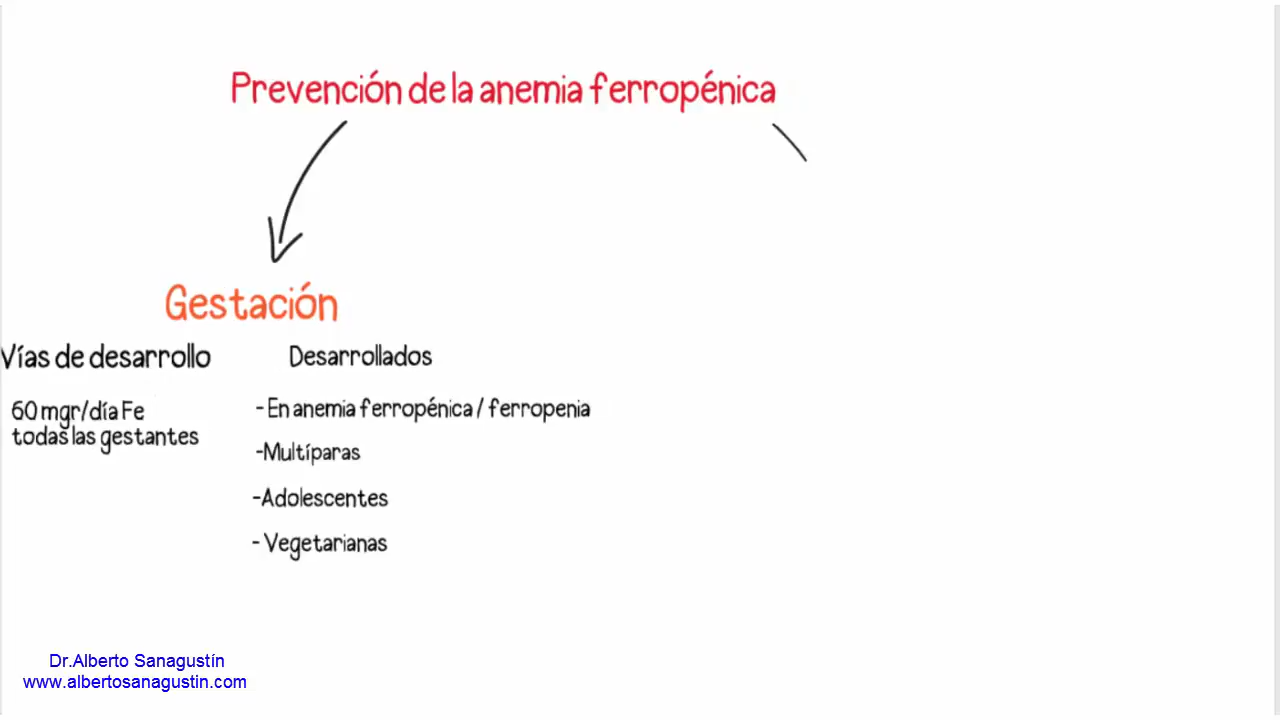 Prevención de la anemia ferropénica
Gestación
Vías de desarrollo
60 mgr/día Fe
todas las gestantes
Desarrollados
- En anemia ferropénica / ferropenia
-Multíparas
-Adolescentes
- Vegetarianas
Dr.Alberto Sanagustín
www.albertosanagustin.com